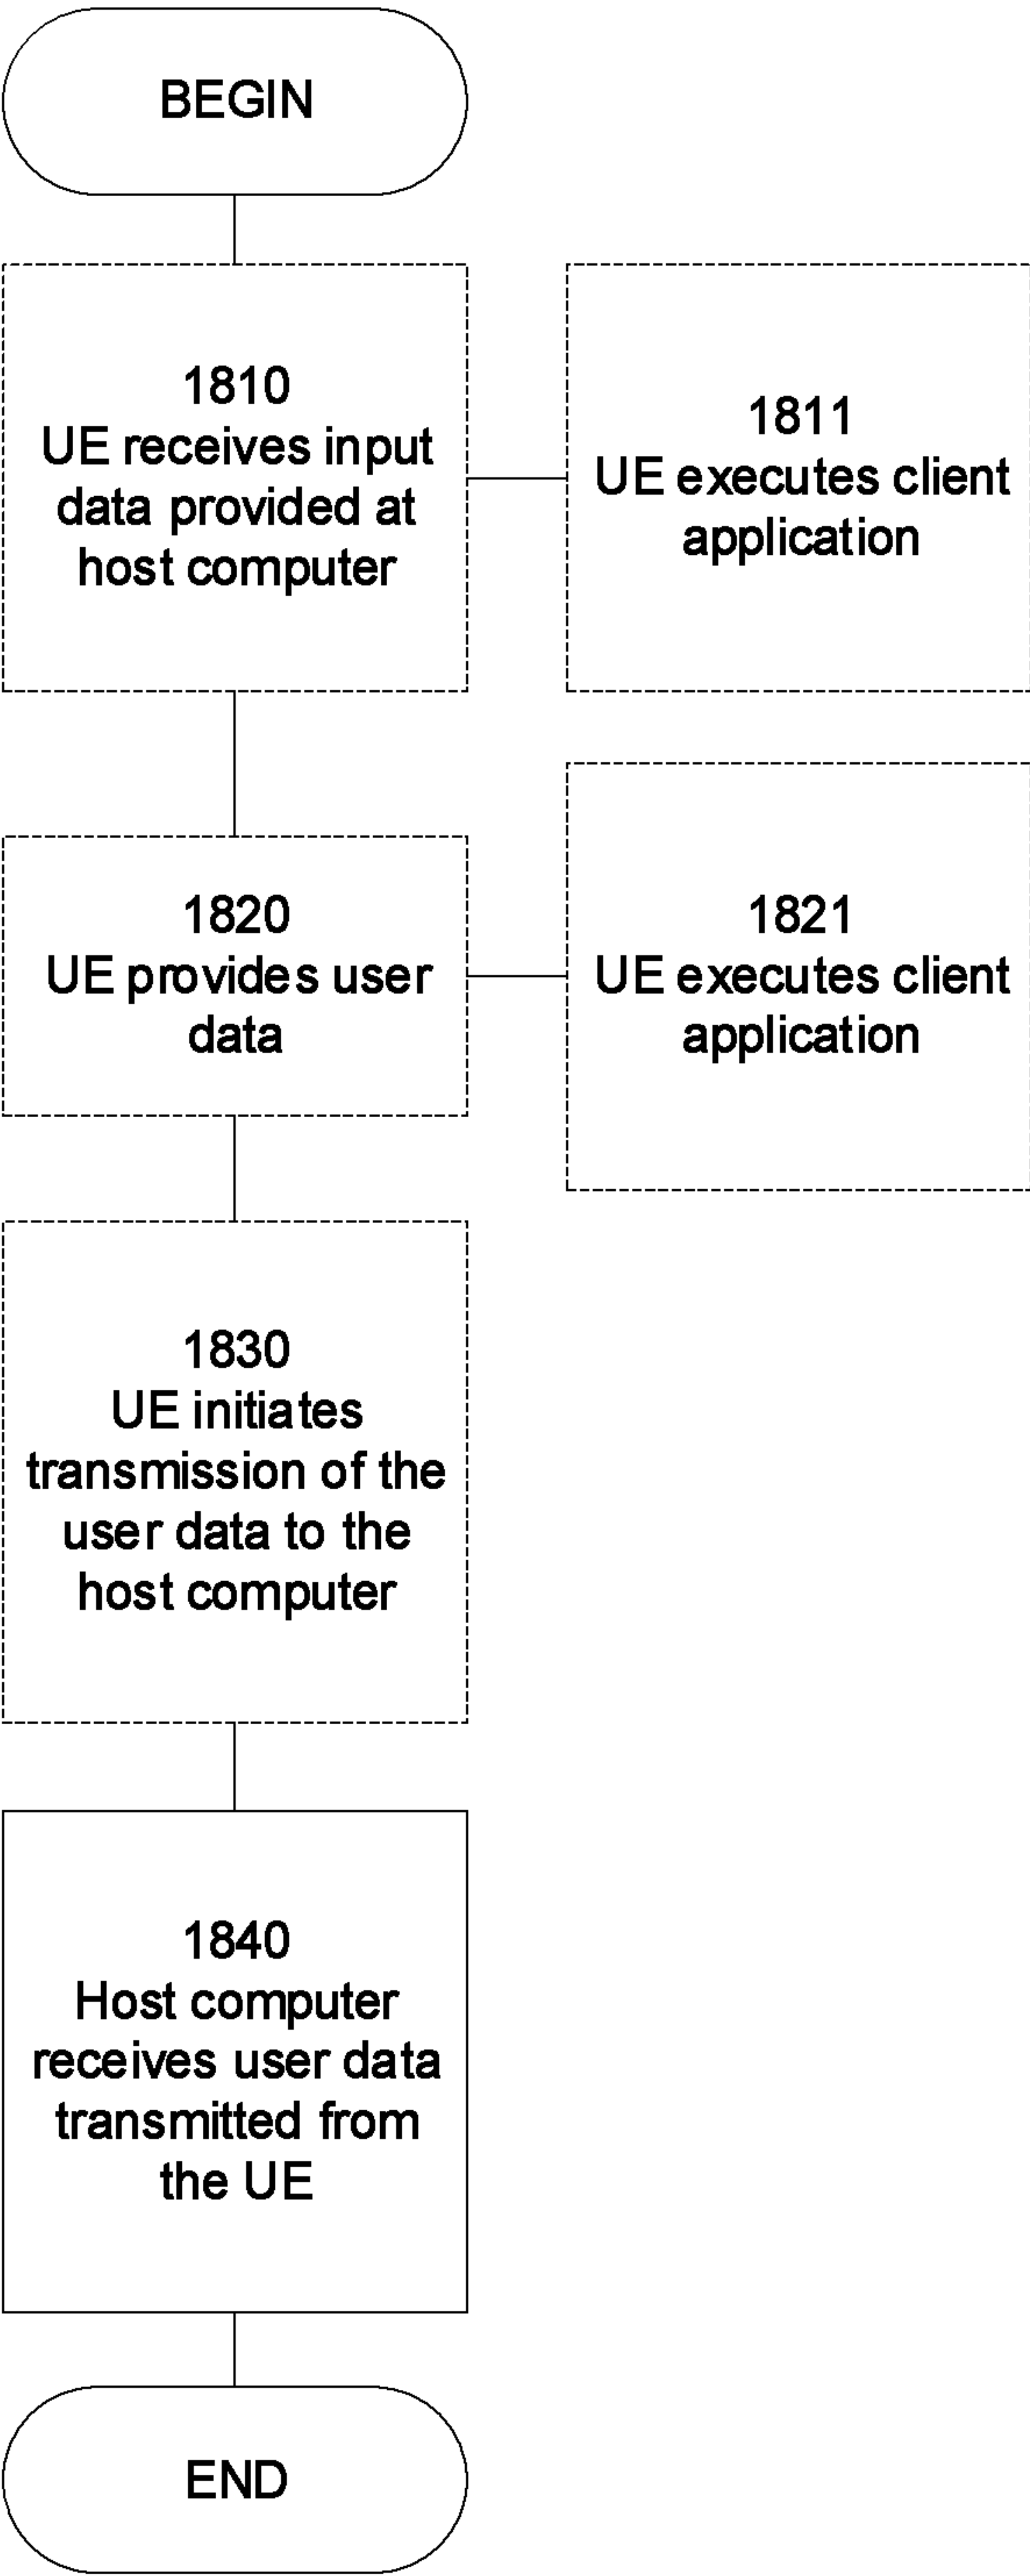 BEGIN
1810
UE receives input
data provided at
host computer
1811
UE executes client
application
1820
UE provides user
data
1821
UE executes client
application
1830
UE initiates
transmission of the
user data to the
host computer
1840
Host computer
receives user data
transmitted from
the UE
END